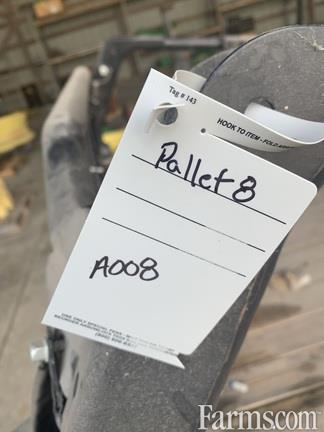 Tag # 143
HOOK TO ITEM - FOLD
Pallet 8
A008
Farms.com